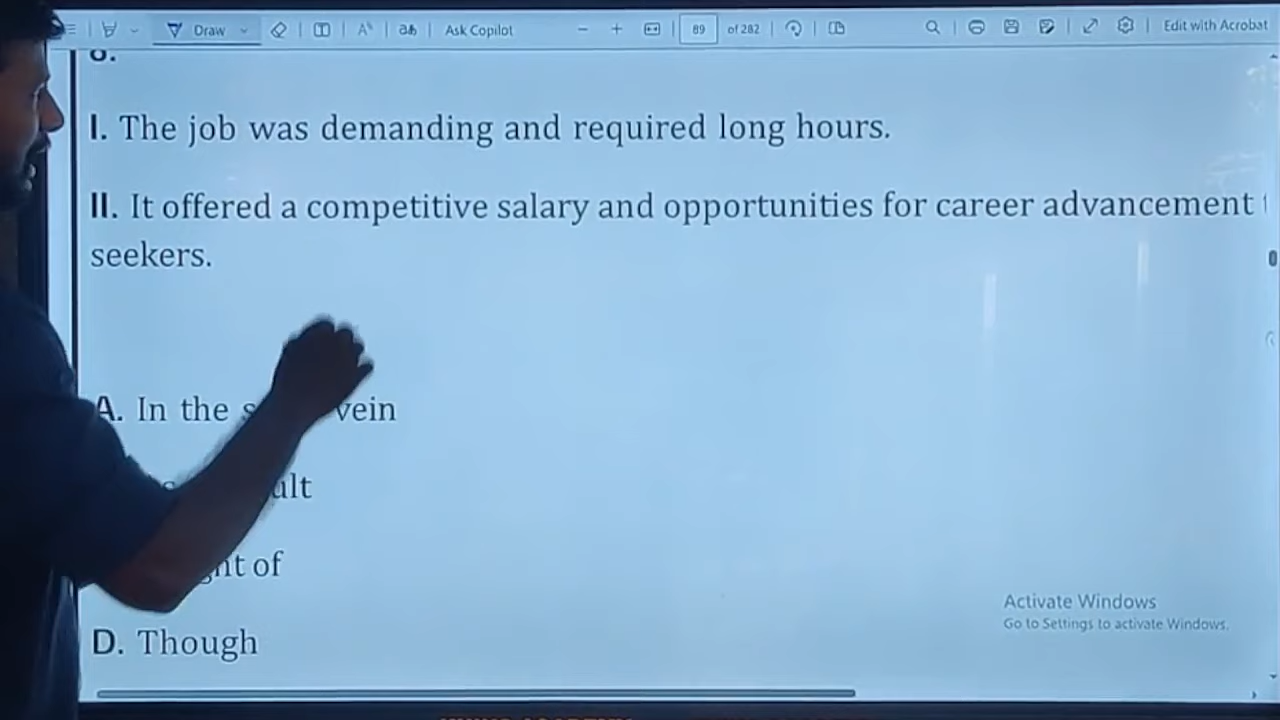 Draw
A
aあ
Ask Copilot
89
of 282
Edit with Acrobat
I. The job was demanding and required long hours.
II. It offered a competitive salary and opportunities for career advancement
seekers.
A. In the vein
of
D. Though
Activate Windows
Go to Settings to activate Windows.